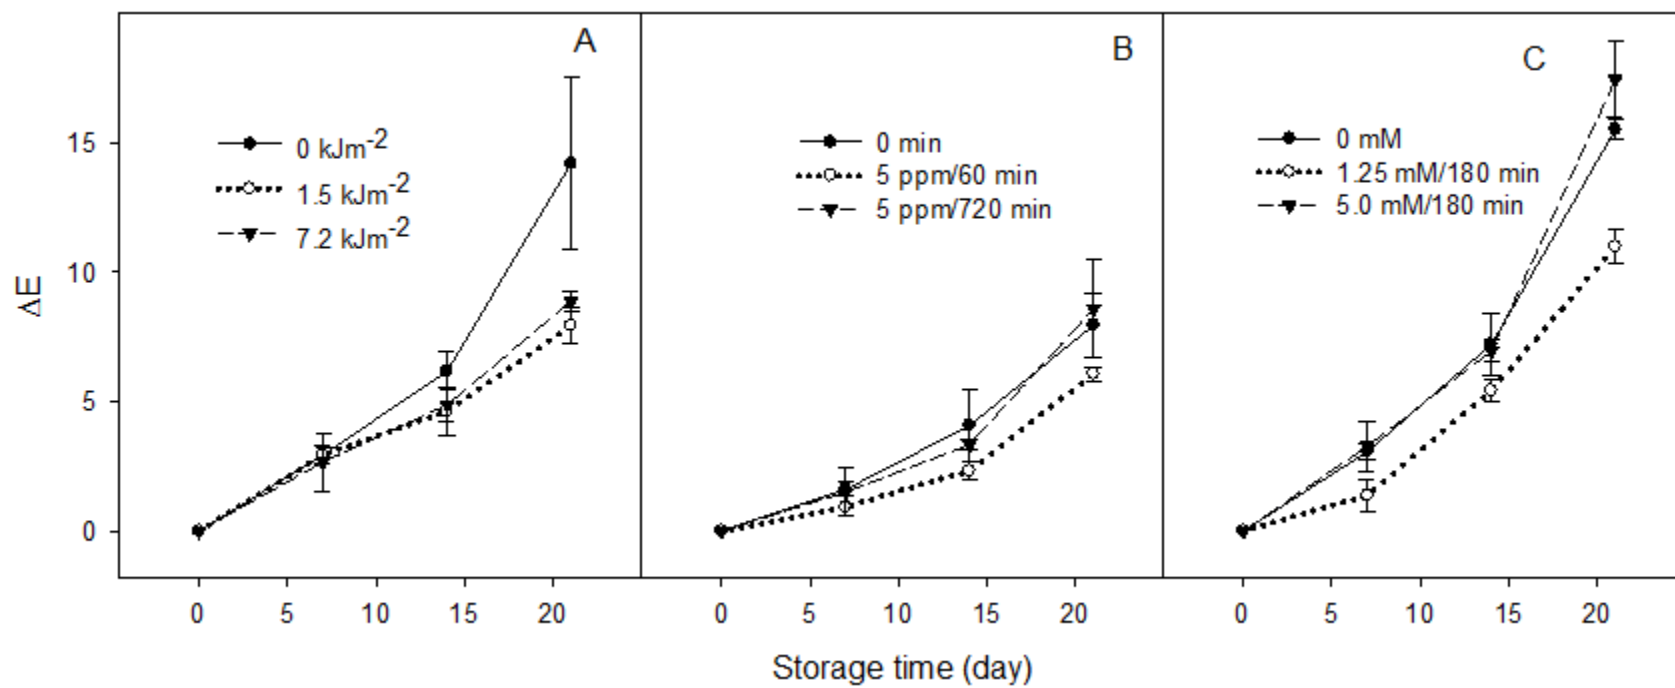 A
B
C
0 kJm-2
1.5 kJm-2
7.2 kJm-2
0 min
5 ppm/60 min
5 ppm/720 min
0 mM
1.25 mM/180 min
5.0 mM/180 min
ΔE
15
10
5
0
0 5 10 15 20
0 5 10 15 20
0 5 10 15 20
Storage time (day)